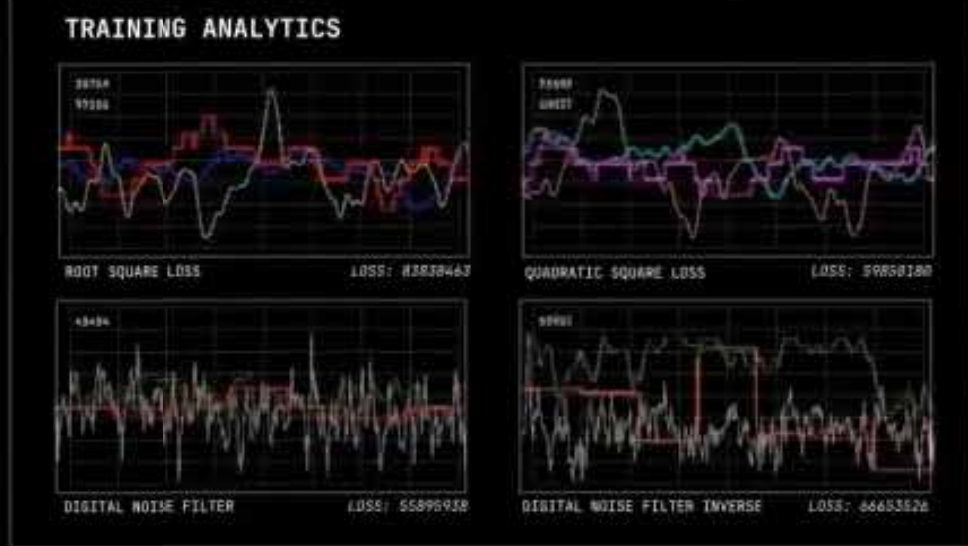 TRAINING ANALYTICS
ROOT SQUARE LOSS LOSS: 83838463
QUADRATIC SQUARE LOSS LOSS: 59850180
DIGITAL NOISE FILTER LOSS: 55895938
DIGITAL NOISE FILTER INVERSE LOSS: 66653526